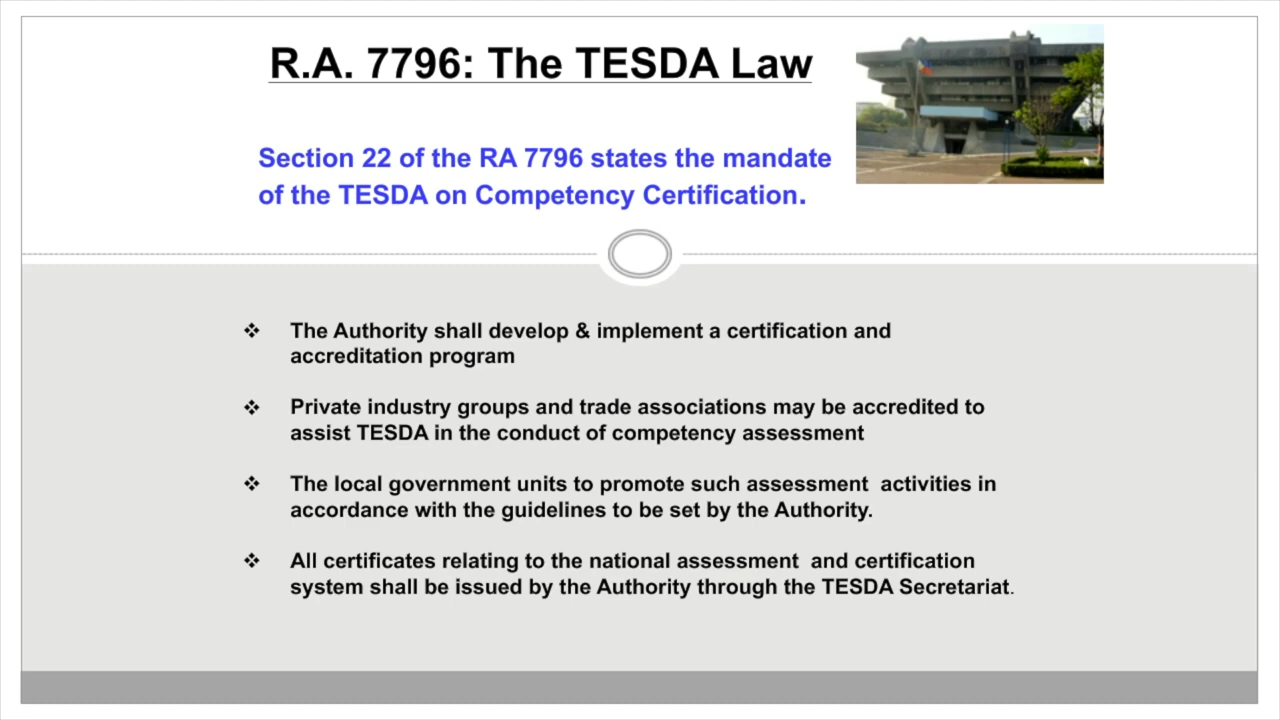 R.A. 7796: The TESDA Law
Section 22 of the RA 7796 states the mandate
of the TESDA on Competency Certification.
❖ The Authority shall develop & implement a certification and
accreditation program
❖ Private industry groups and trade associations may be accredited to
assist TESDA in the conduct of competency assessment
❖ The local government units to promote such assessment  activities in
accordance with the guidelines to be set by the Authority.
❖ All certificates relating to the national assessment  and certification
system shall be issued by the Authority through the TESDA Secretariat.